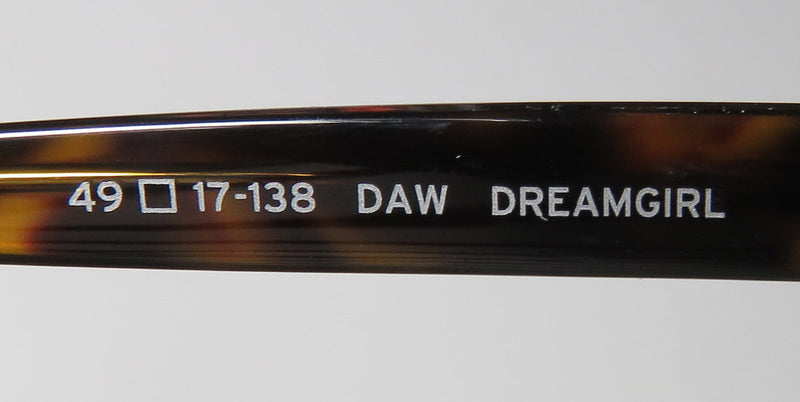 49 □ 17-138 DAW DREAMGIRL